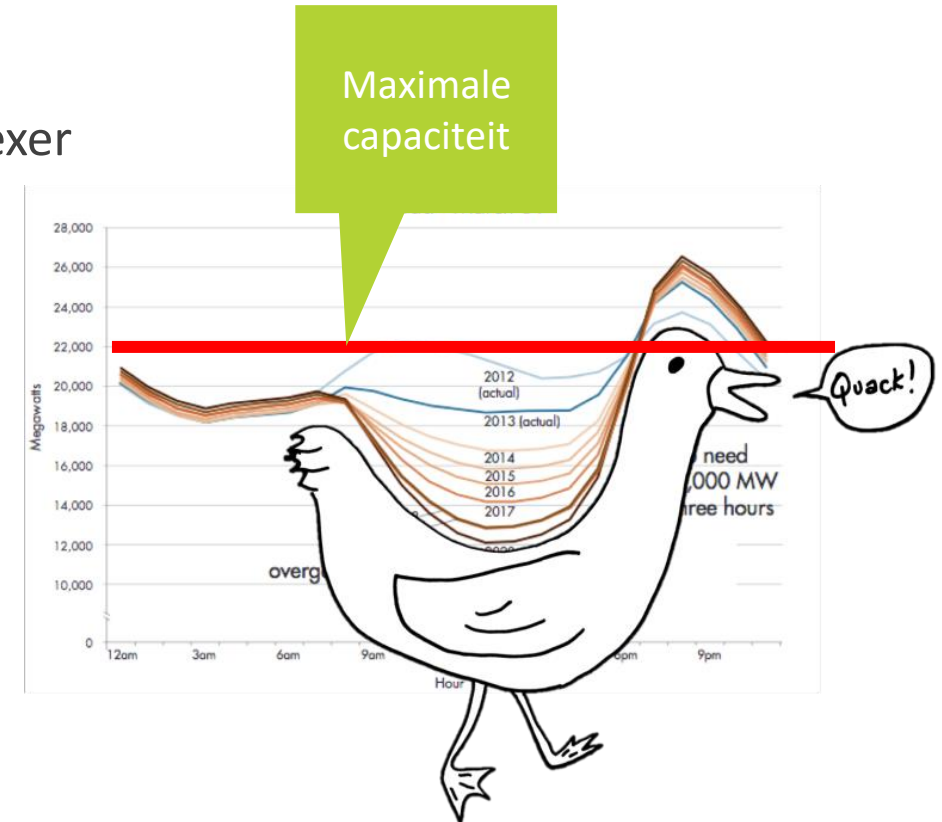 Maximale
capaciteit
exer
28,000
26,000
24,000
22,000
20,000
18,000
16,000
14,000
12,000
10,000
0
Megawatts
2012
(actual)
2013 (actual)
2014
2015
2016
2017
need
,000 MW
hours
overg
Quack!
12am
3am
6am
9am
9pm
Hour